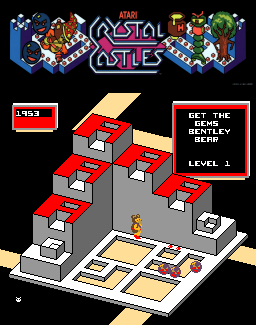 ATARI
CRYSTAL
CASTLES
1953
GET THE
GEMS
BENTLEY
BEAR
LEVEL 1